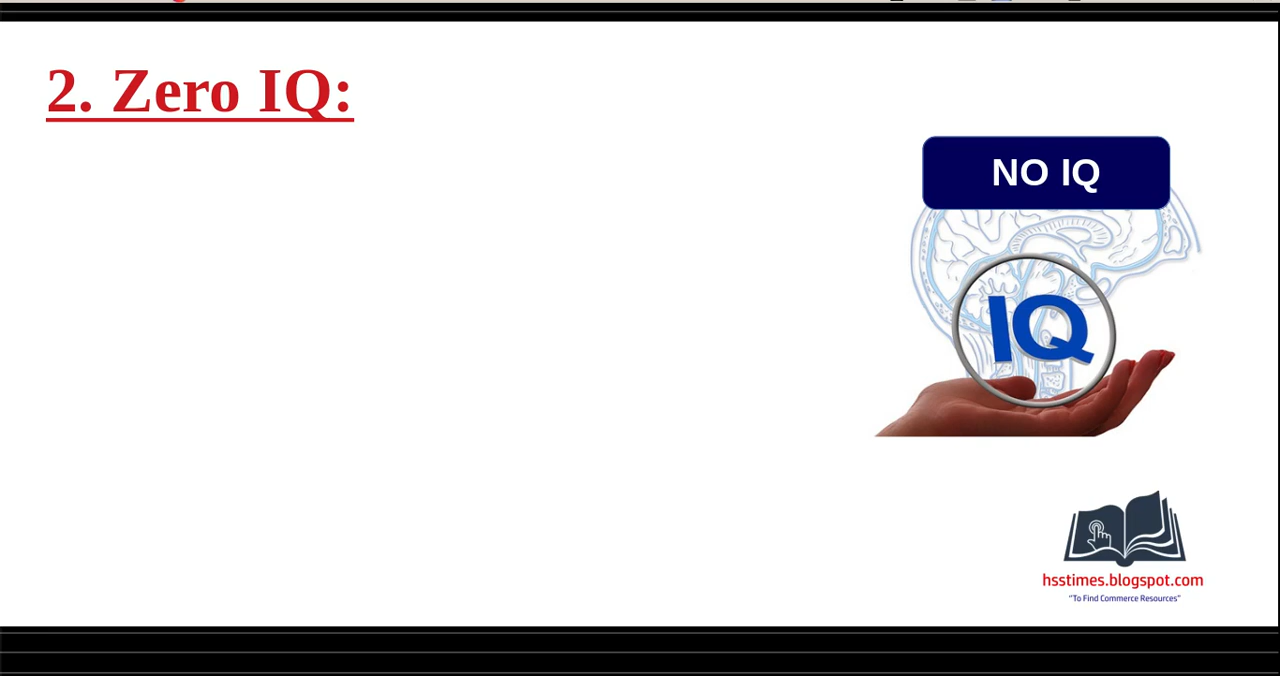 2. Zero IQ:
NO IQ
IQ
hsstimes.blogspot.com
"To Find Commerce Resources"